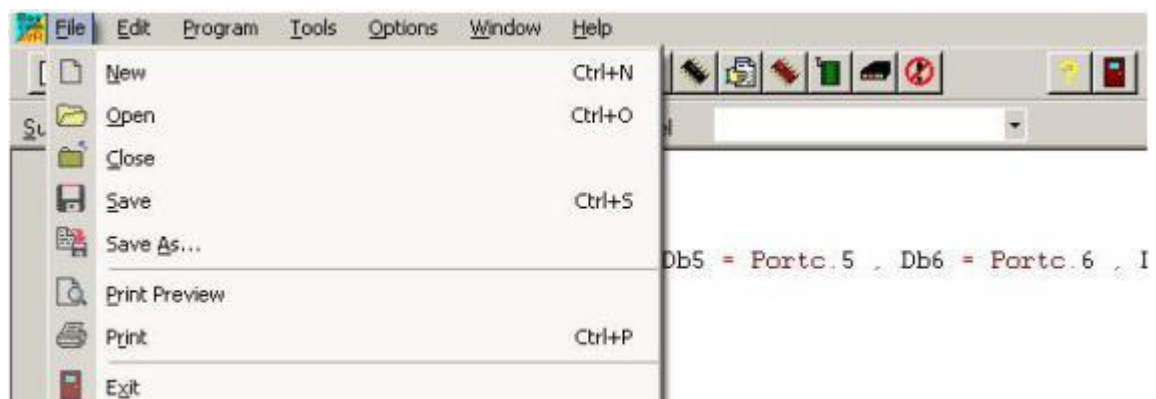 File Edit Program Tools Options Window Help
New Ctrl+N
Open Ctrl+O
Close
Save Ctrl+S
Save As...
Db5 = Portc.5 , Db6 = Portc.6 ,
Print Preview
Print Ctrl+P
Exit